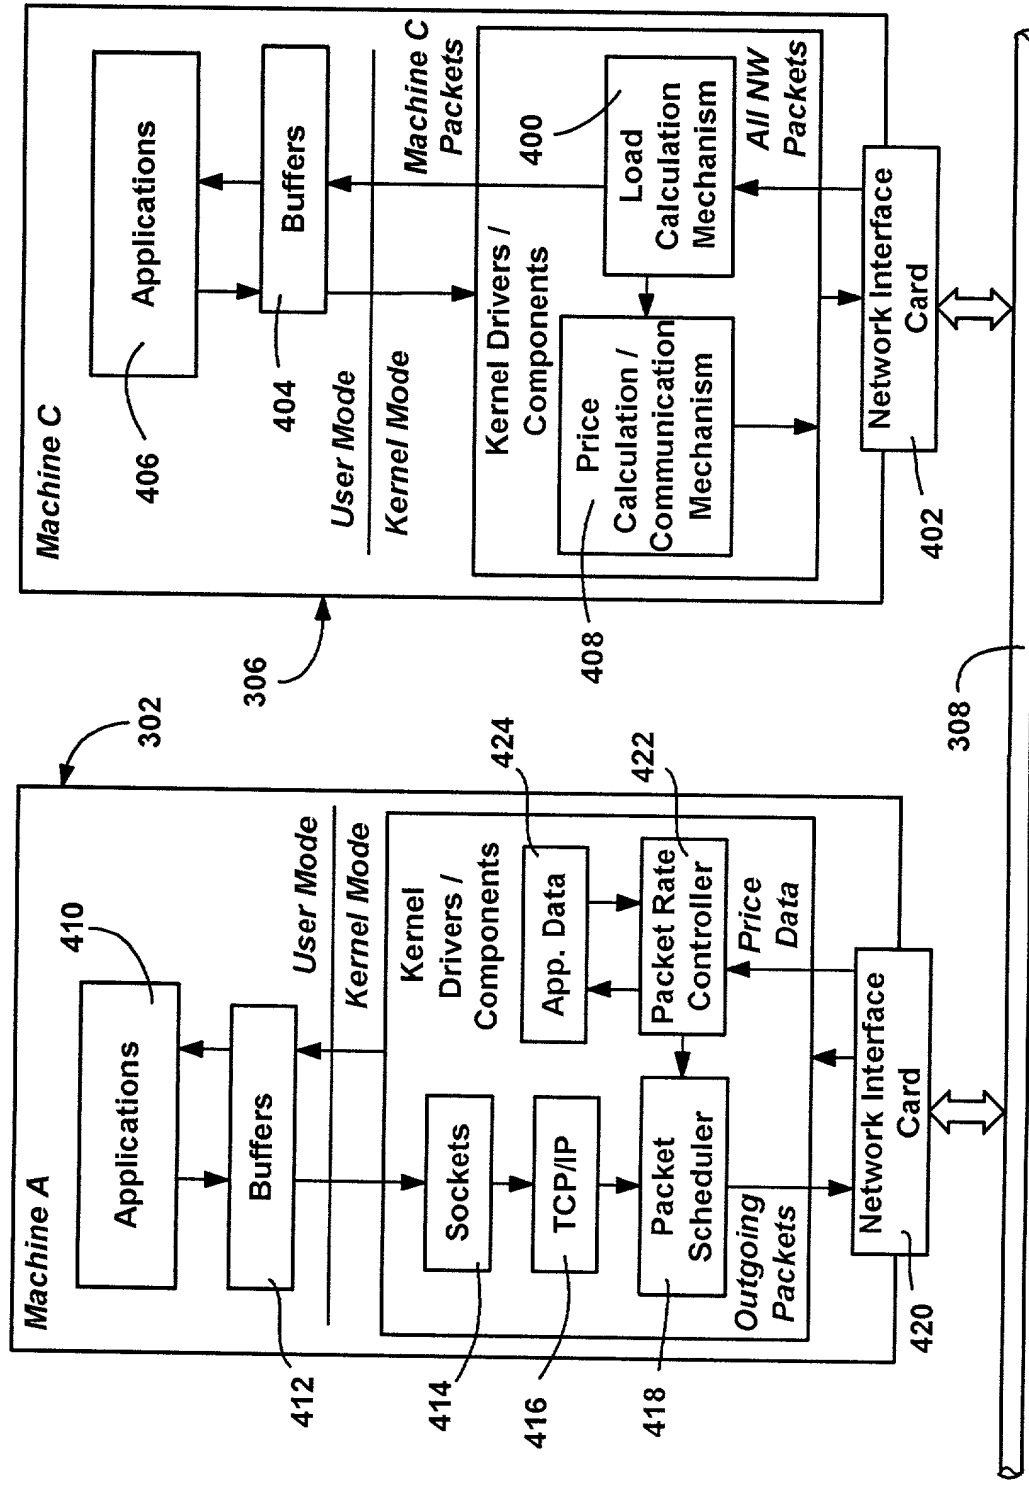 Machine A
410
Applications
Buffers
412
User Mode
Kernel Mode
Kernel
Drivers /
Components
414
Sockets
416
TCP/IP
424
App. Data
418
Packet
Scheduler
422
Packet Rate
Controller
Outgoing
Packets
Price
Data
Network Interface
Card
420
302
306
308
Machine C
406
Applications
404
Buffers
User Mode
Kernel Mode
Machine C
Packets
Kernel Drivers /
Components
408
Price
Calculation /
Communication
Mechanism
400
Load
Calculation
Mechanism
All NW
Packets
Network Interface
Card
402